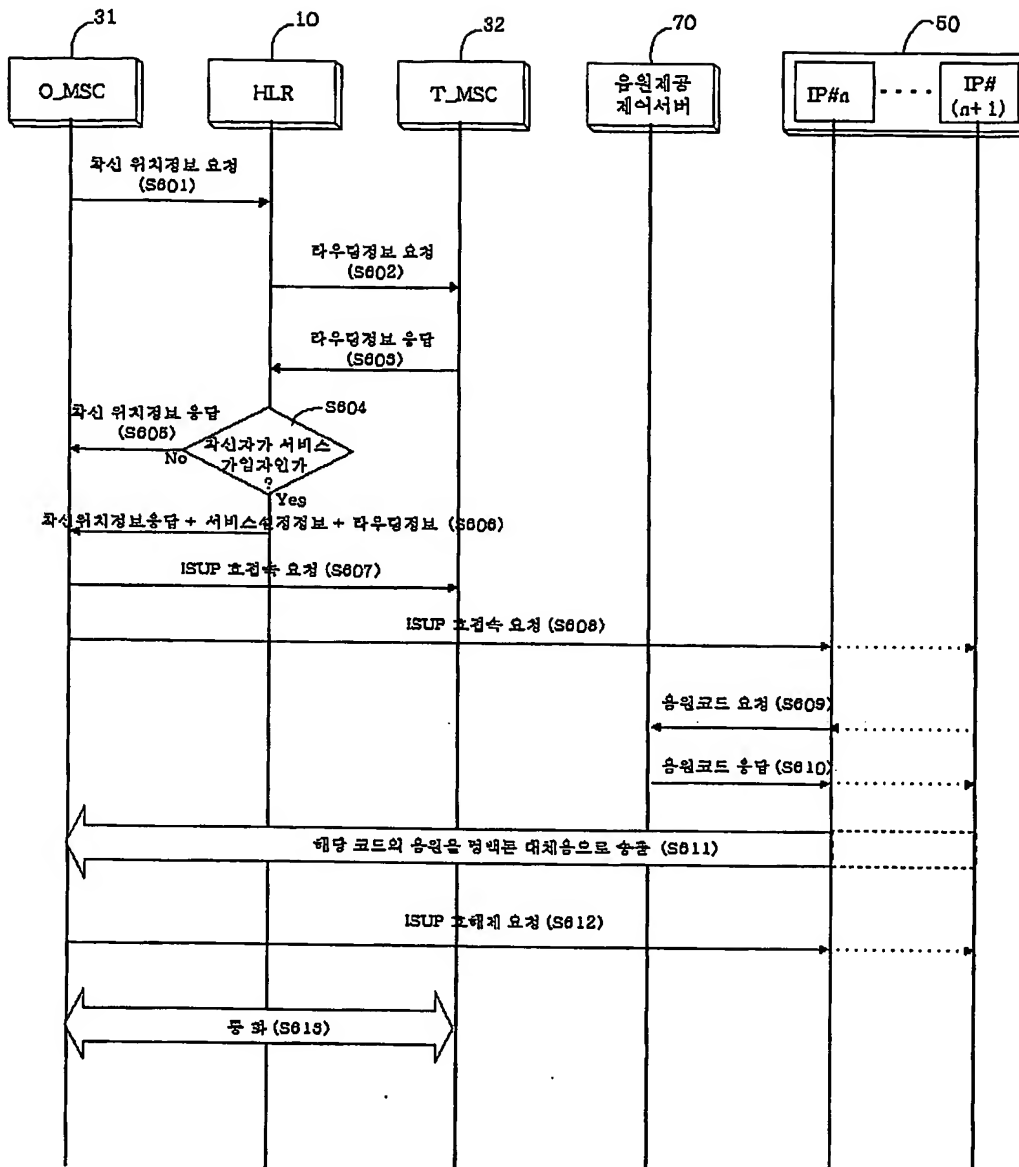 31
10
32
70
50
O_MSC
HLR
T_MSC
음원제공
제어서버
IP#n
IP#
(n+1)
착신 위치정보 요청
(S601)
라우팅정보 요청
(S602)
라우팅정보 응답
(S603)
착신 위치정보 응답
(S605)
S604
착신자가 서비스
가입자인가
?
No
Yes
착신위치정보응답 + 서비스설정정보 + 라우팅정보 (S606)
ISUP 호접속 요청 (S607)
ISUP 호접속 요청 (S608)
음원코드 요청 (S609)
음원코드 응답 (S610)
해당 코드의 음원을 링백톤 대체음으로 송출 (S611)
ISUP 호해제 요청 (S612)
통 화 (S613)